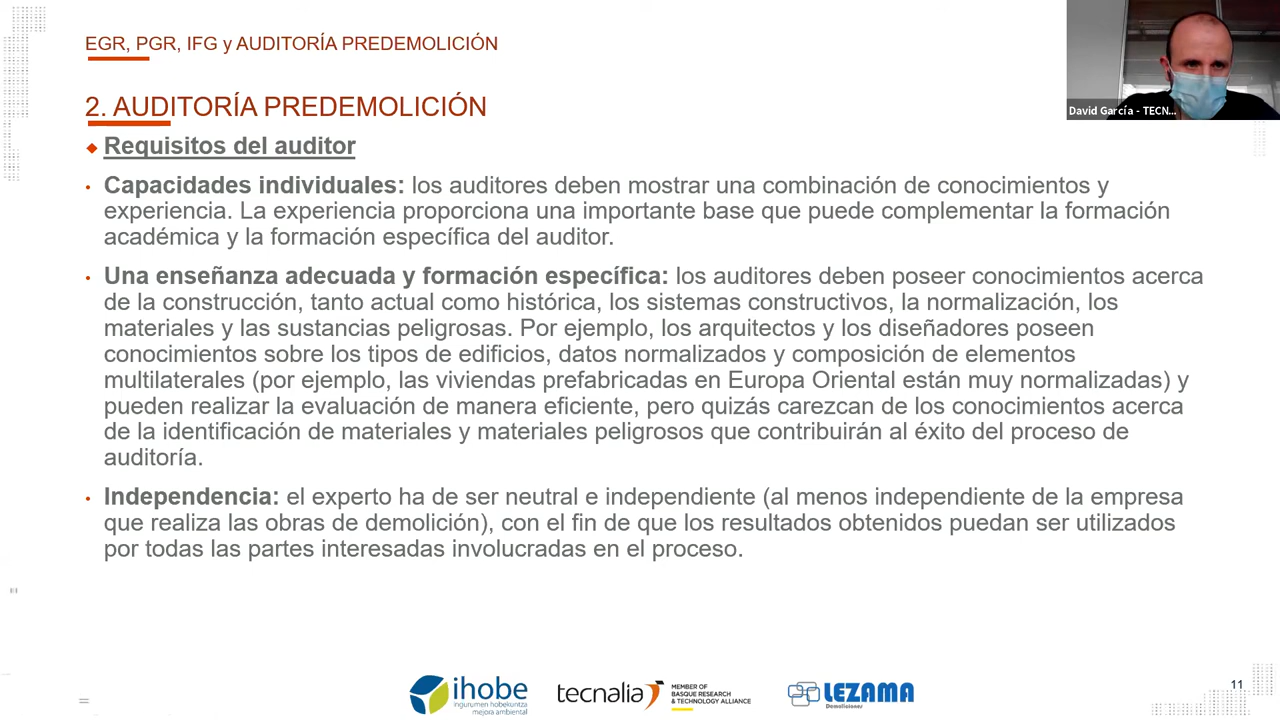 EGR, PGR, IFG y AUDITORÍA PREDEMOLICIÓN
David García - TECN...
2. AUDITORÍA PREDEMOLICIÓN
Requisitos del auditor
Capacidades individuales: los auditores deben mostrar una combinación de conocimientos y
experiencia. La experiencia proporciona una importante base que puede complementar la formación
académica y la formación específica del auditor.
Una enseñanza adecuada y formación específica: los auditores deben poseer conocimientos acerca
de la construcción, tanto actual como histórica, los sistemas constructivos, la normalización, los
materiales y las sustancias peligrosas. Por ejemplo, los arquitectos y los diseñadores poseen
conocimientos sobre los tipos de edificios, datos normalizados y composición de elementos
multilaterales (por ejemplo, las viviendas prefabricadas en Europa Oriental están muy normalizadas) y
pueden realizar la evaluación de manera eficiente, pero quizás carezcan de los conocimientos acerca
de la identificación de materiales y materiales peligrosos que contribuirán al éxito del proceso de
auditoría.
Independencia: el experto ha de ser neutral e independiente (al menos independiente de la empresa
que realiza las obras de demolición), con el fin de que los resultados obtenidos puedan ser utilizados
por todas las partes interesadas involucradas en el proceso.
ihobe
ingurumen hobekuntza
mejora ambiental
tecnalia
MEMBER OF
BASQUE RESEARCH
& TECHNOLOGY ALLIANCE
LEZAMA
Demoliciones
11